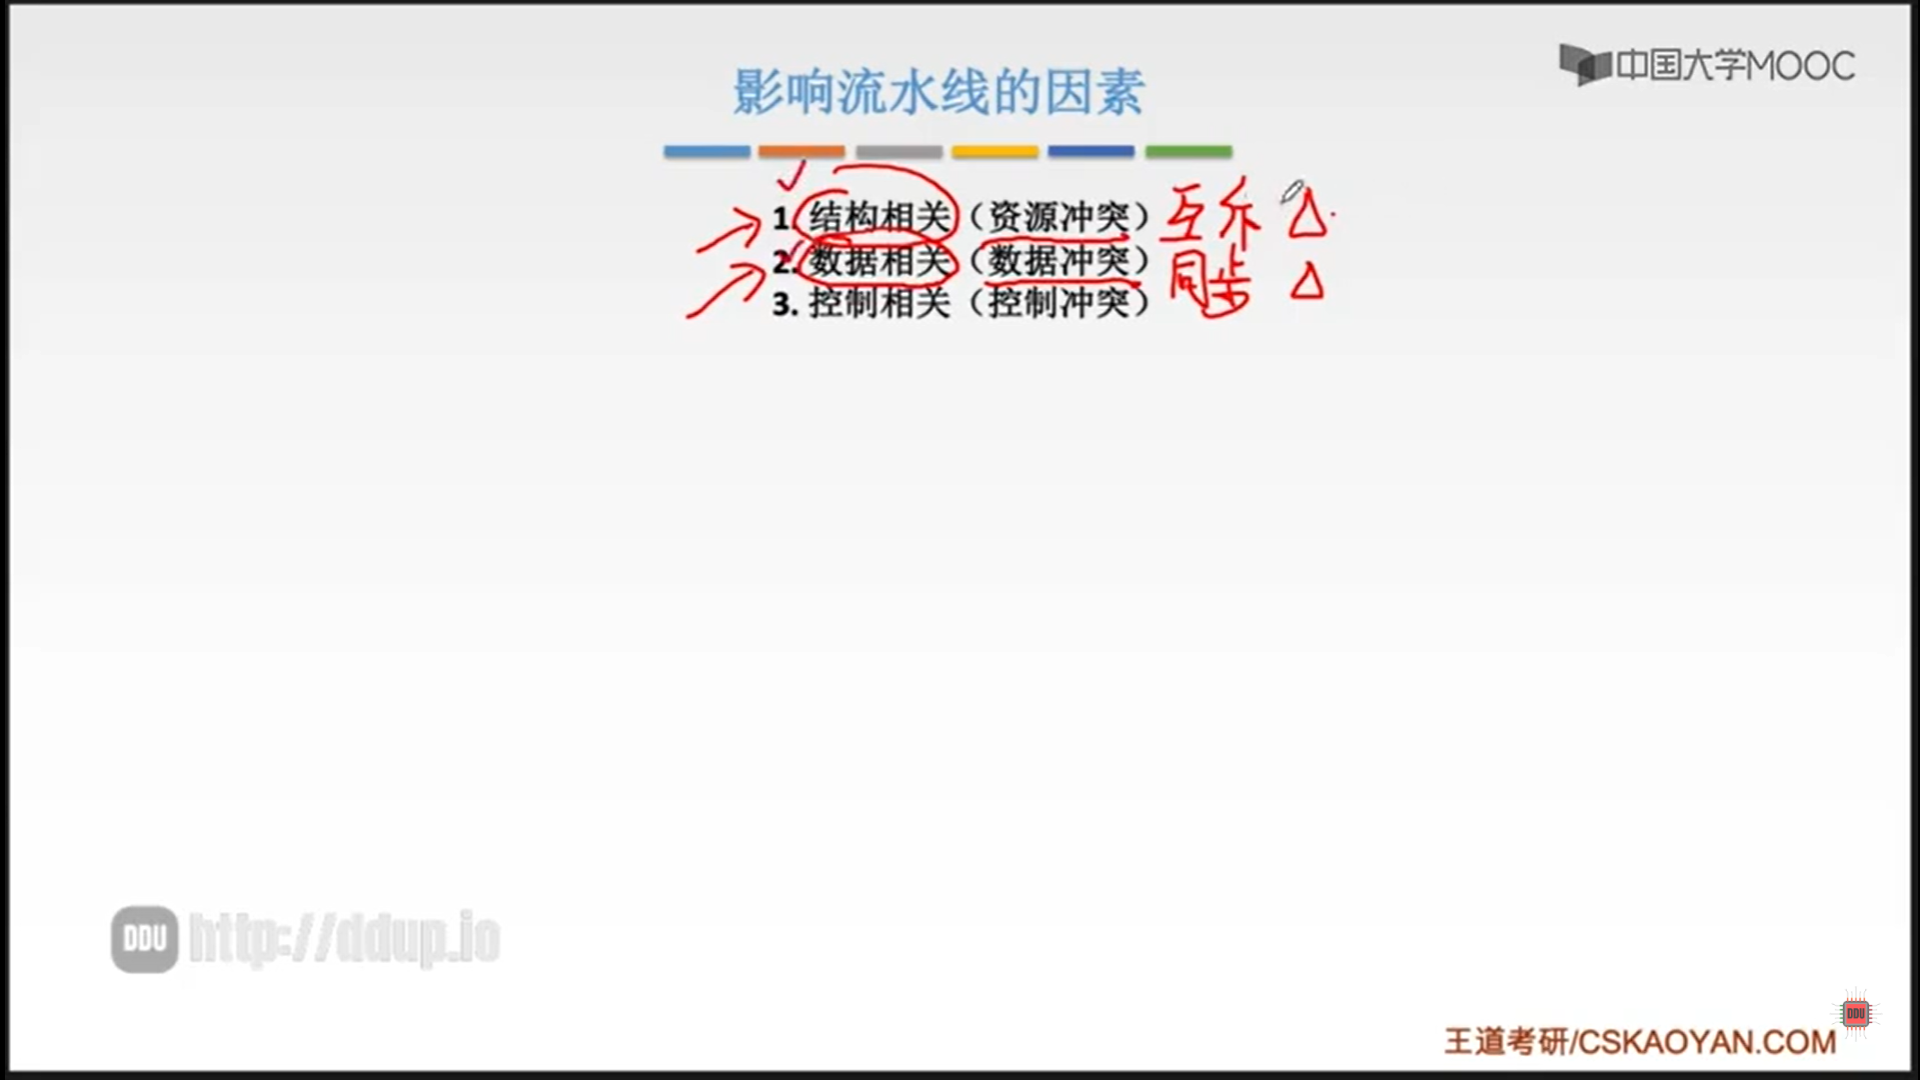 中国大学MOOC
影响流水线的因素
1. 结构相关（资源冲突） 互斥
2. 数据相关（数据冲突） 同步
3. 控制相关（控制冲突）
DDU http://ddup.io
DDU
王道考研/CSKAOYAN.COM